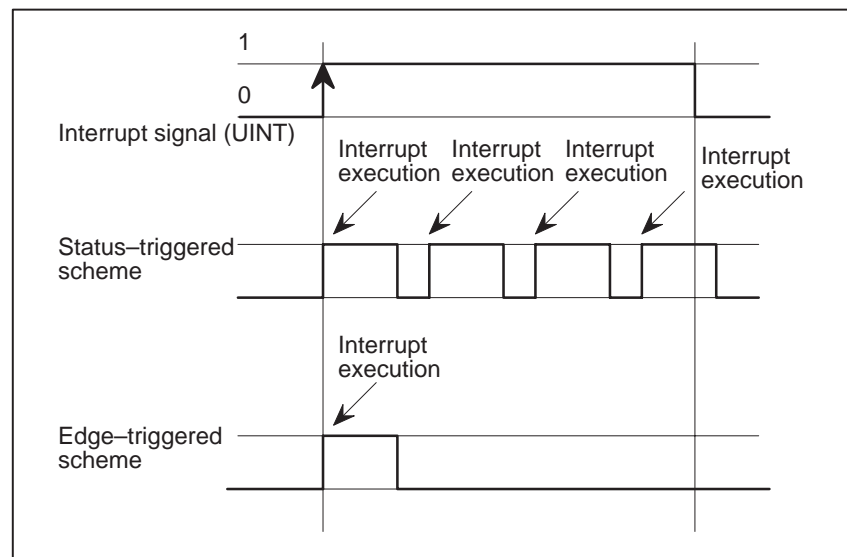 1
0
Interrupt signal (UINT)
Interrupt
execution
Interrupt
execution
Interrupt
execution
Interrupt
execution
Status–triggered
scheme
Interrupt
execution
Edge–triggered
scheme